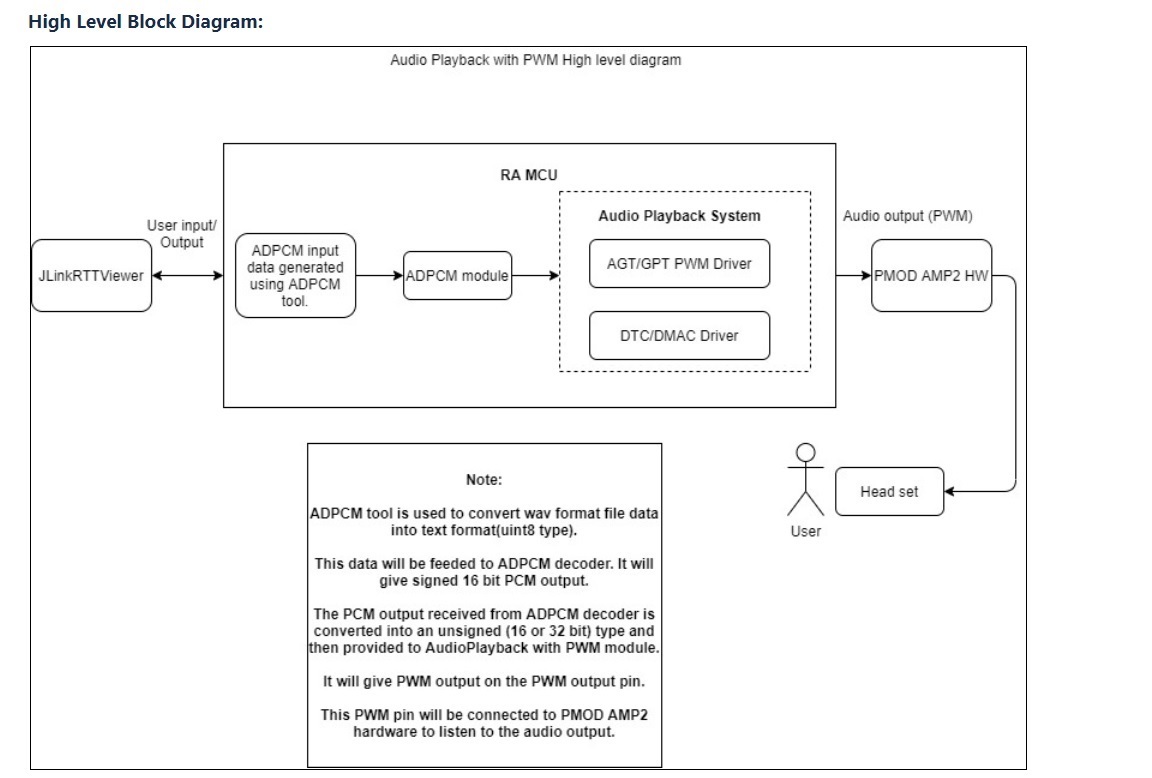 High Level Block Diagram:
Audio Playback with PWM High level diagram
RA MCU
User input/
Output
JLinkRTTViewer
ADPCM input
data generated
using ADPCM
tool.
ADPCM module
Audio Playback System
AGT/GPT PWM Driver
DTC/DMAC Driver
Audio output (PWM)
PMOD AMP2 HW
Head set
User
Note:
ADPCM tool is used to convert wav format file data
into text format(uint8 type).
This data will be feeded to ADPCM decoder. It will
give signed 16 bit PCM output.
The PCM output received from ADPCM decoder is
converted into an unsigned (16 or 32 bit) type and
then provided to AudioPlayback with PWM module.
It will give PWM output on the PWM output pin.
This PWM pin will be connected to PMOD AMP2
hardware to listen to the audio output.